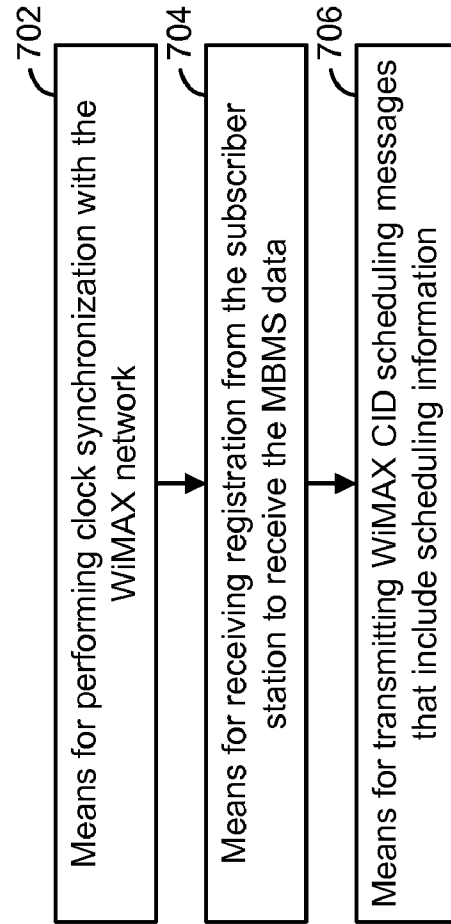 702
Means for performing clock synchronization with the
WiMAX network
704
Means for receiving registration from the subscriber
station to receive the MBMS data
706
Means for transmitting WiMAX CID scheduling messages
that include scheduling information